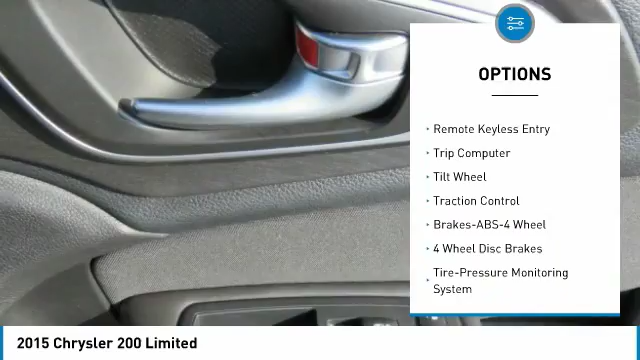 OPTIONS
Remote Keyless Entry
Trip Computer
Tilt Wheel
Traction Control
Brakes-ABS-4 Wheel
4 Wheel Disc Brakes
Tire-Pressure Monitoring
System
2015 Chrysler 200 Limited